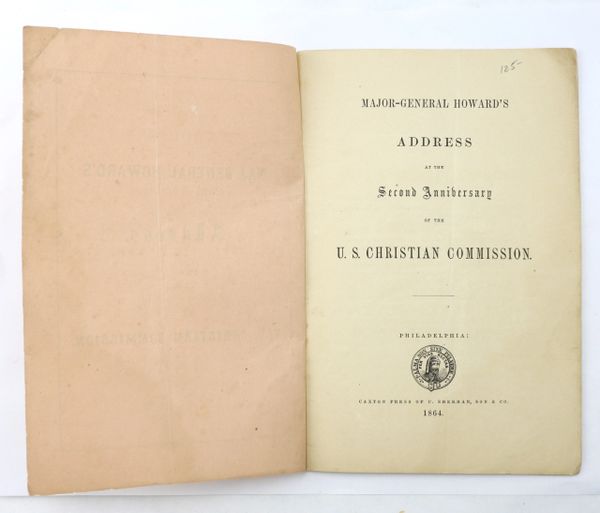 125
MAJOR-GENERAL HOWARD'S
ADDRESS
AT THE
Second Anniversary
OF THE
U. S. CHRISTIAN COMMISSION.
PHILADELPHIA:
CAXTON PRESS OF C. SHERMAN, SON & CO.
1864.